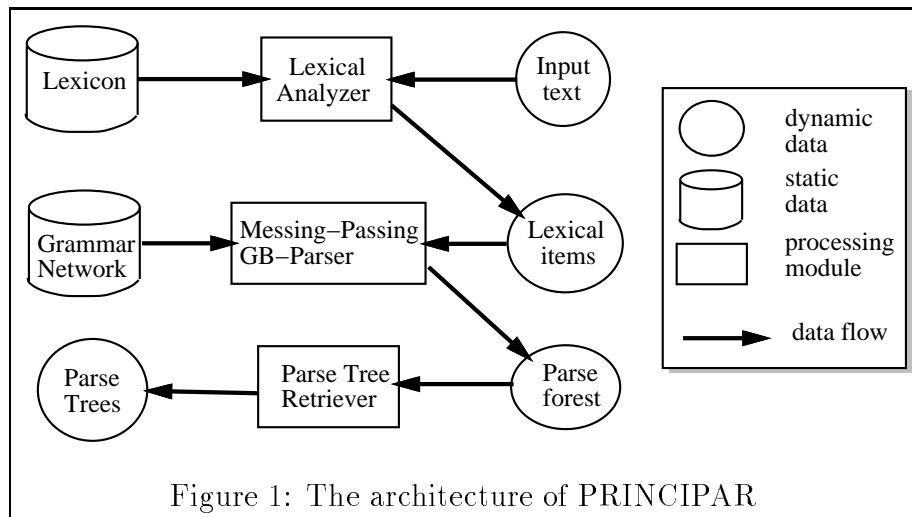 Lexicon
Lexical
Analyzer
Input
text
Grammar
Network
Messing–Passing
GB–Parser
Lexical
items
Parse
Trees
Parse Tree
Retriever
Parse
forest
dynamic
data
static
data
processing
module
data flow
Figure 1: The architecture of PRINCIPAR